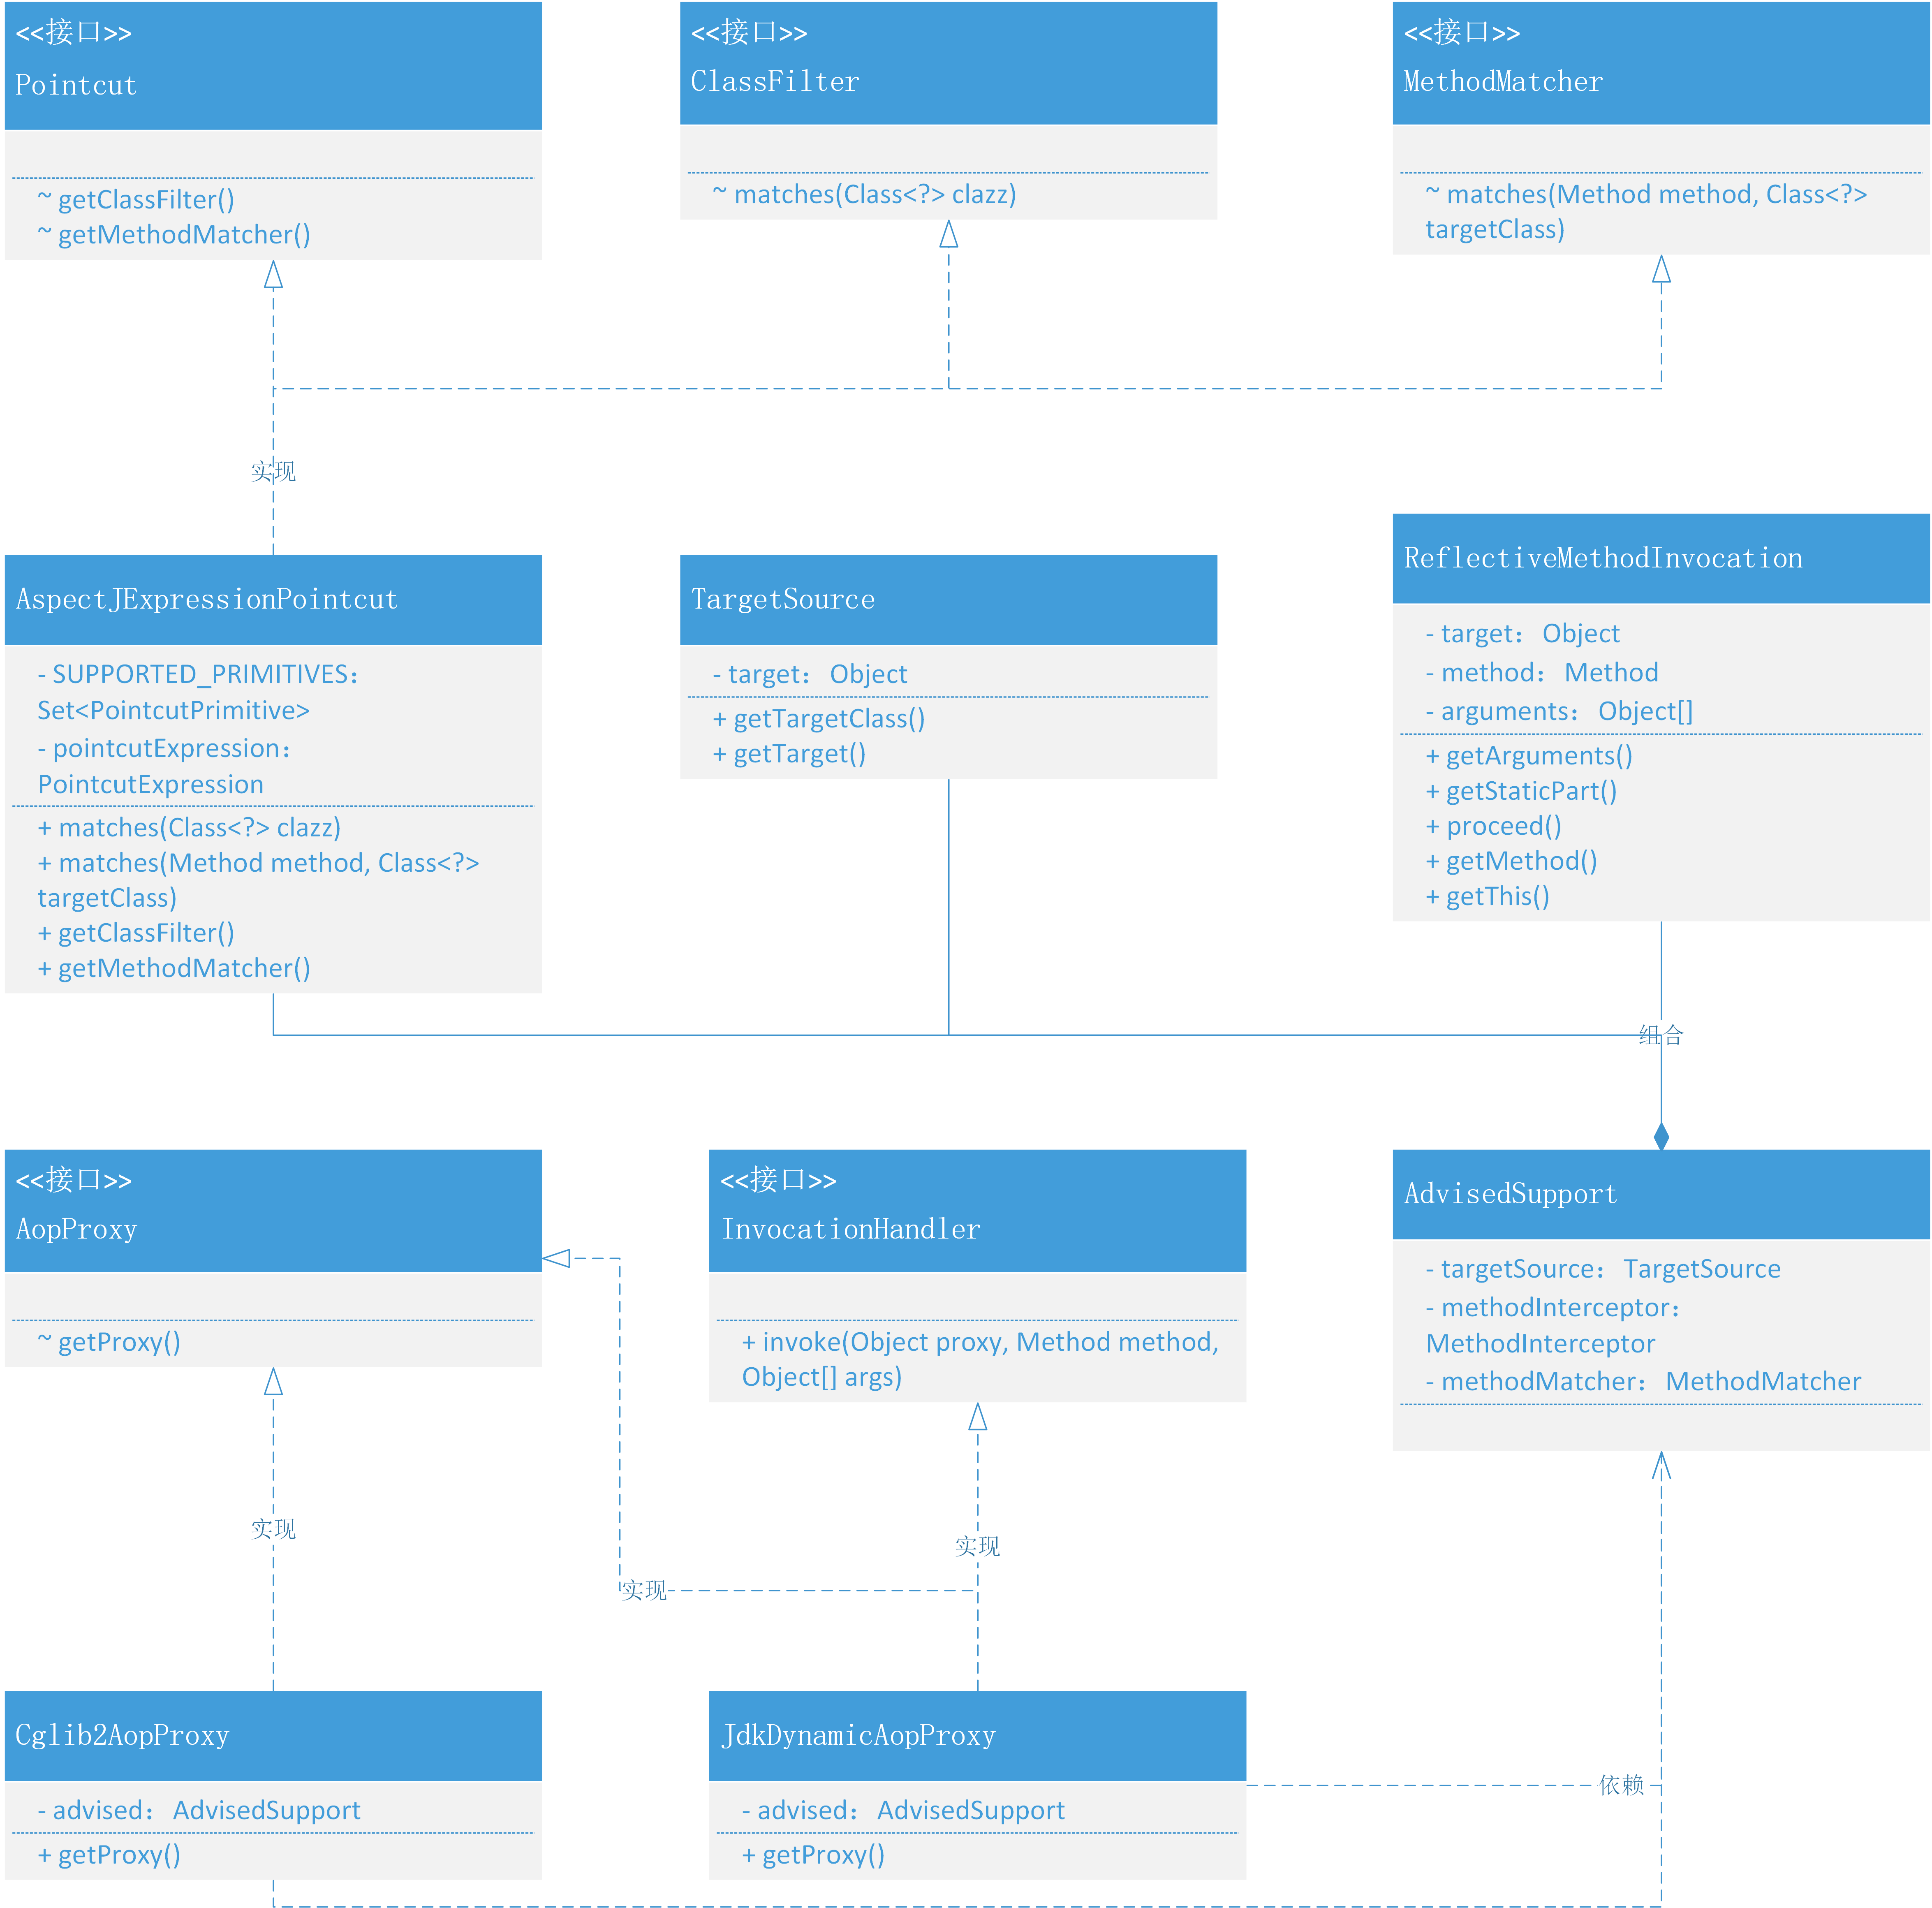 <<接口>>
Pointcut
~ getClassFilter()
~ getMethodMatcher()
<<接口>>
ClassFilter
~ matches(Class<?> clazz)
<<接口>>
MethodMatcher
~ matches(Method method, Class<?>
targetClass)
实现
AspectJExpressionPointcut
- SUPPORTED_PRIMITIVES：
Set<PointcutPrimitive>
- pointcutExpression：
PointcutExpression
+ matches(Class<?> clazz)
+ matches(Method method, Class<?>
targetClass)
+ getClassFilter()
+ getMethodMatcher()
TargetSource
- target： Object
+ getTargetClass()
+ getTarget()
ReflectiveMethodInvocation
- target： Object
- method： Method
- arguments： Object[]
+ getArguments()
+ getStaticPart()
+ proceed()
+ getMethod()
+ getThis()
组合
<<接口>>
AopProxy
~ getProxy()
<<接口>>
InvocationHandler
+ invoke(Object proxy, Method method,
Object[] args)
AdvisedSupport
- targetSource： TargetSource
- methodInterceptor：
MethodInterceptor
- methodMatcher： MethodMatcher
实现
实现
实现
Cglib2AopProxy
- advised： AdvisedSupport
+ getProxy()
JdkDynamicAopProxy
- advised： AdvisedSupport
+ getProxy()
依赖